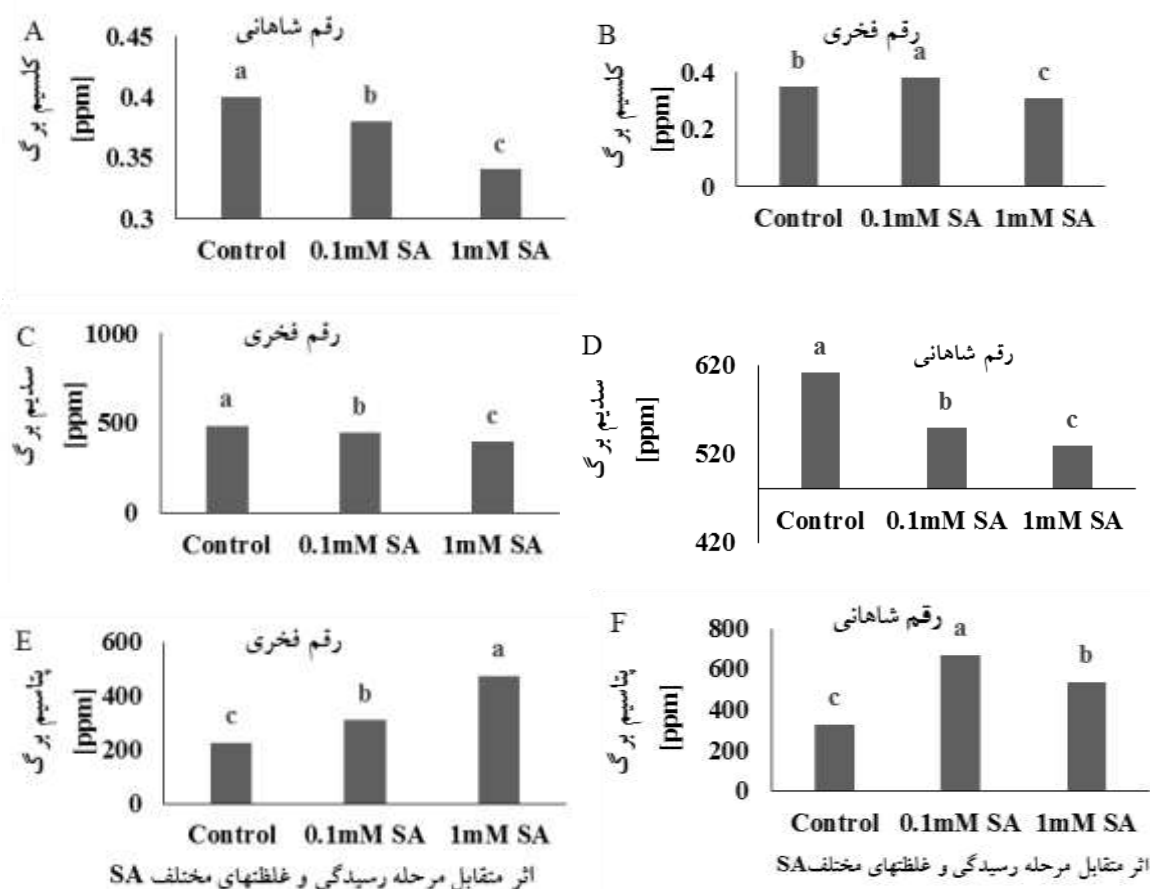 A
رقم شاهانی
کلسیم برگ
[ppm]
0.45
0.4
0.35
0.3
a
b
c
Control 0.1mM SA 1mM SA
B
رقم فخری
کلسیم برگ
[ppm]
0.4
0.2
0
b
a
c
Control 0.1mM SA 1mM SA
C
رقم فخری
سدیم برگ
[ppm]
1000
500
0
a
b
c
Control 0.1mM SA 1mM SA
D
رقم شاهانی
سدیم برگ
[ppm]
620
520
420
a
b
c
Control 0.1mM SA 1mM SA
E
رقم فخری
پتاسیم برگ
[ppm]
600
400
200
0
c
b
a
Control 0.1mM SA 1mM SA
اثر متقابل مرحله رسیدگی و غلظتهای مختلف SA
F
رقم شاهانی
پتاسیم برگ
[ppm]
800
600
400
200
0
c
a
b
Control 0.1mM SA 1mM SA
اثر متقابل مرحله رسیدگی و غلظتهای مختلفSA